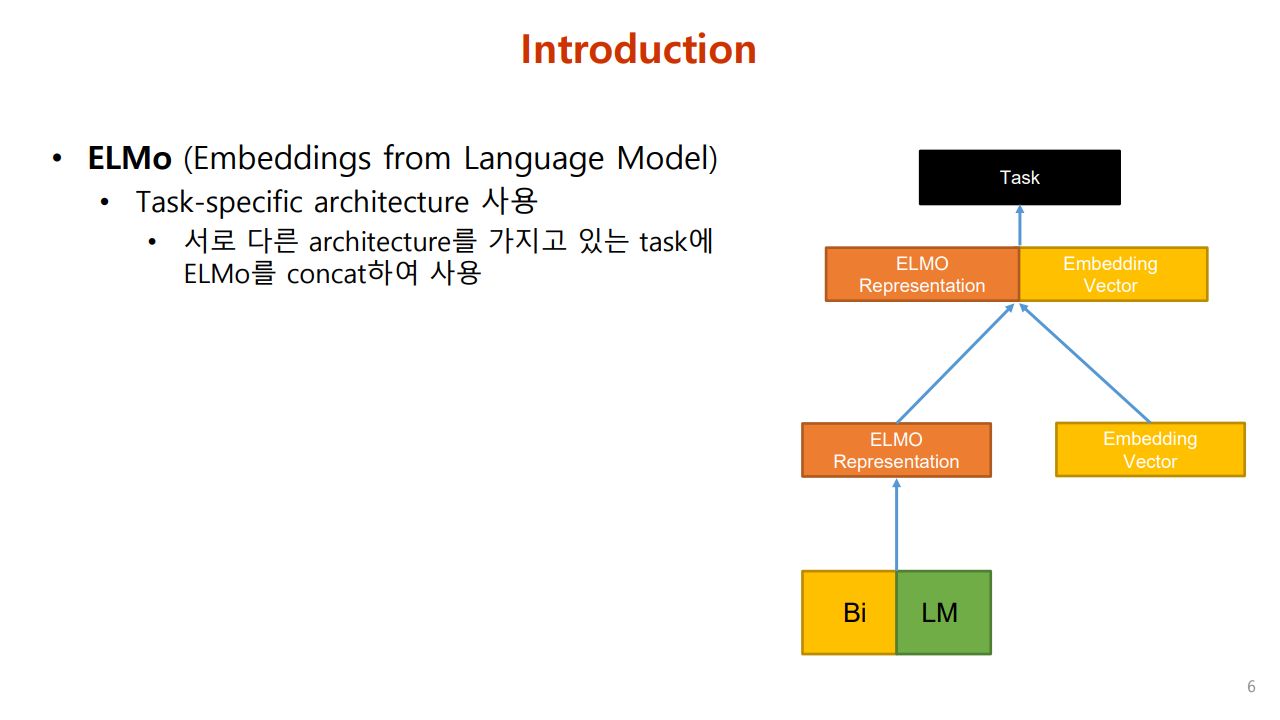 Introduction
• ELMo (Embeddings from Language Model)
• Task-specific architecture 사용
• 서로 다른 architecture를 가지고 있는 task에
ELMo를 concat하여 사용
Task
ELMO
Representation
Embedding
Vector
ELMO
Representation
Embedding
Vector
Bi
LM
6